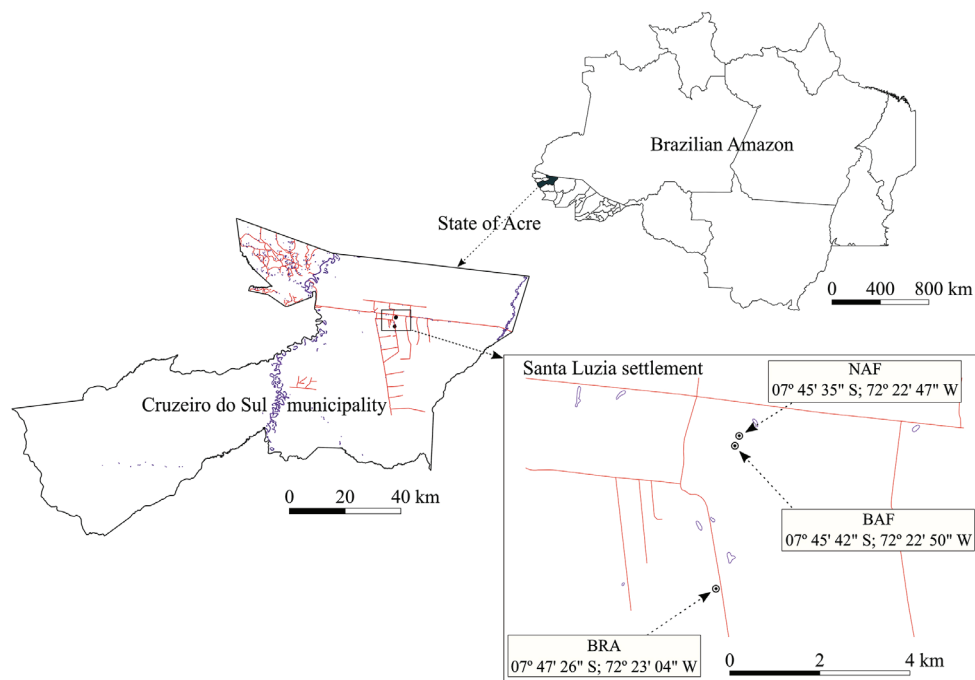 Brazilian Amazon
State of Acre
0 400 800 km
Cruzeiro do Sul municipality
0 20 40 km
Santa Luzia settlement
NAF
07º 45' 35" S; 72º 22' 47" W
BAF
07º 45' 42" S; 72º 22' 50" W
BRA
07º 47' 26" S; 72º 23' 04" W
0 2 4 km